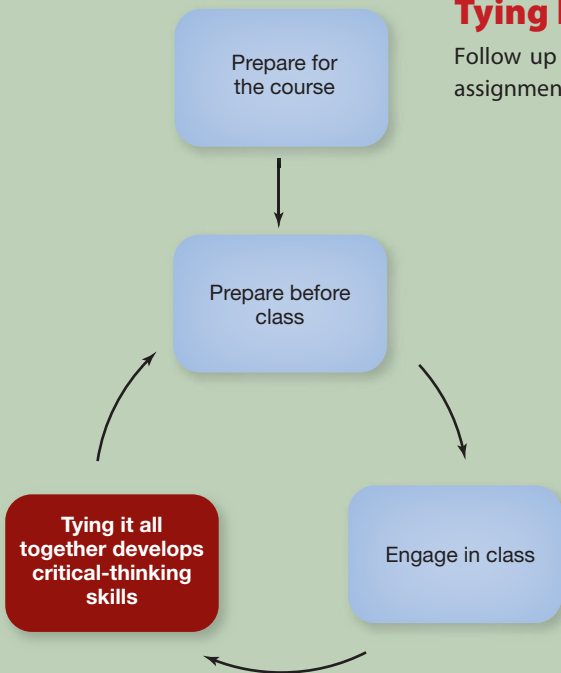 Tying
Follow up
Prepare for
the course
Prepare before
class
Engage in class
Tying it all
together develops
critical-thinking
skills